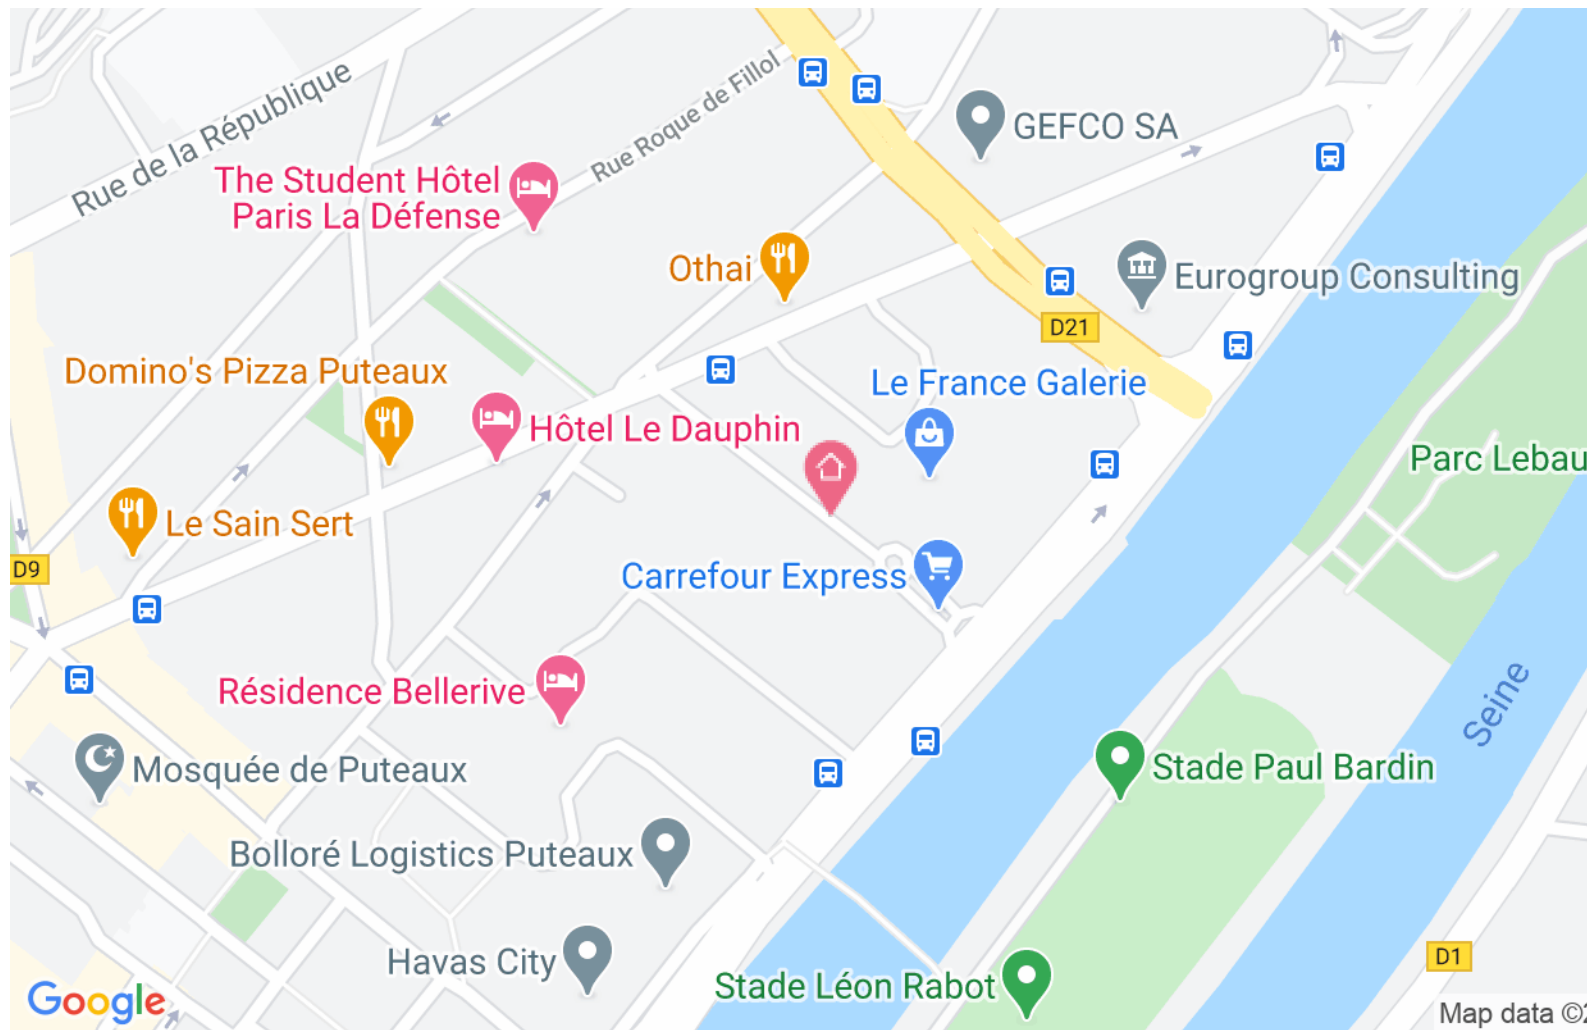 Rue de la République
Rue Roque de Fillol
GEFCO SA
The Student Hôtel
Paris La Défense
Othai
Eurogroup Consulting
D21
Domino's Pizza Puteaux
Le France Galerie
Hôtel Le Dauphin
Parc Lebau
Le Sain Sert
D9
Carrefour Express
Résidence Bellerive
Seine
Mosquée de Puteaux
Stade Paul Bardin
Bolloré Logistics Puteaux
Havas City
D1
Stade Léon Rabot
Google
Map data ©2